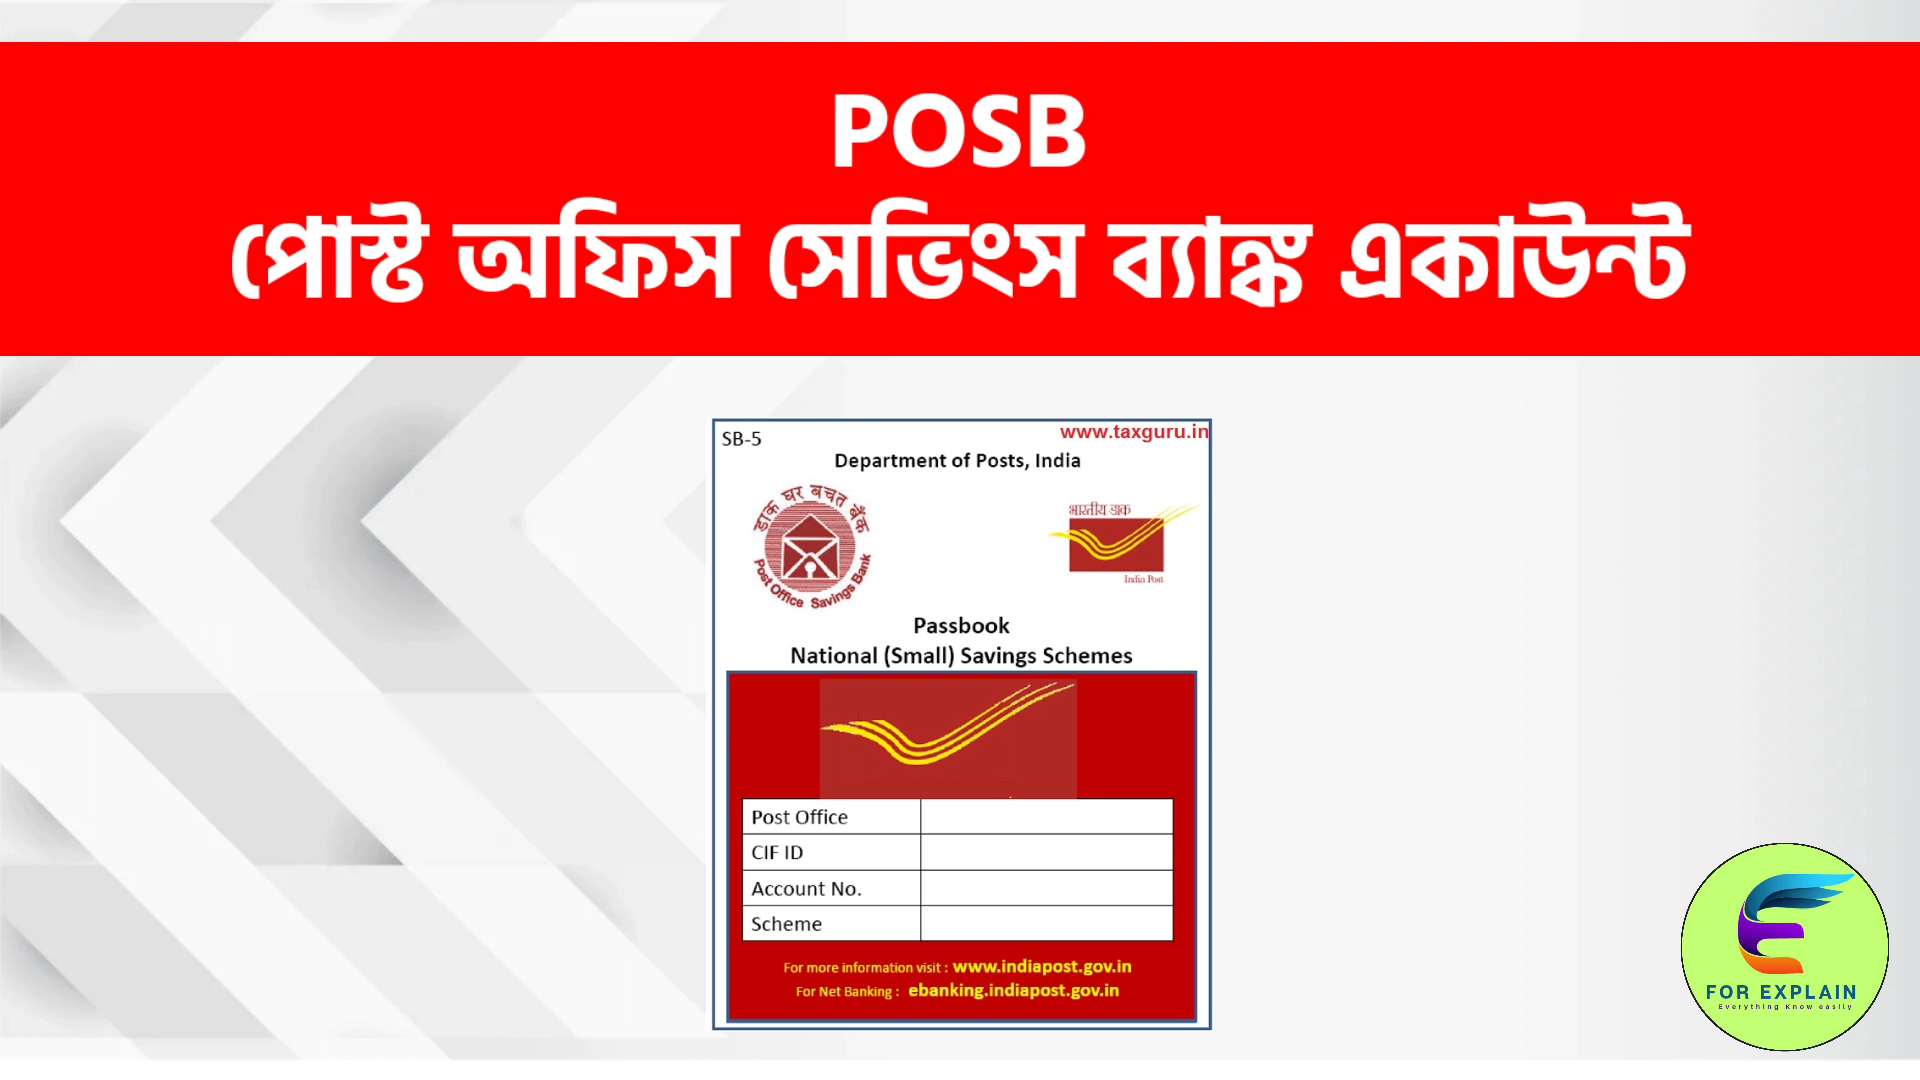 POSB
পোস্ট অফিস সেভিংস ব্যাঙ্ক একাউন্ট
SB-5
www.taxguru.in
Department of Posts, India
डाक घर बचत बैंक
Post Office Savings Bank
भारतीय डाक
India Post
Passbook
National (Small) Savings Schemes
Post Office
CIF ID
Account No.
Scheme
For more information visit : www.indiapost.gov.in
For Net Banking : ebanking.indiapost.gov.in
FOR EXPLAIN
Everything Know easily